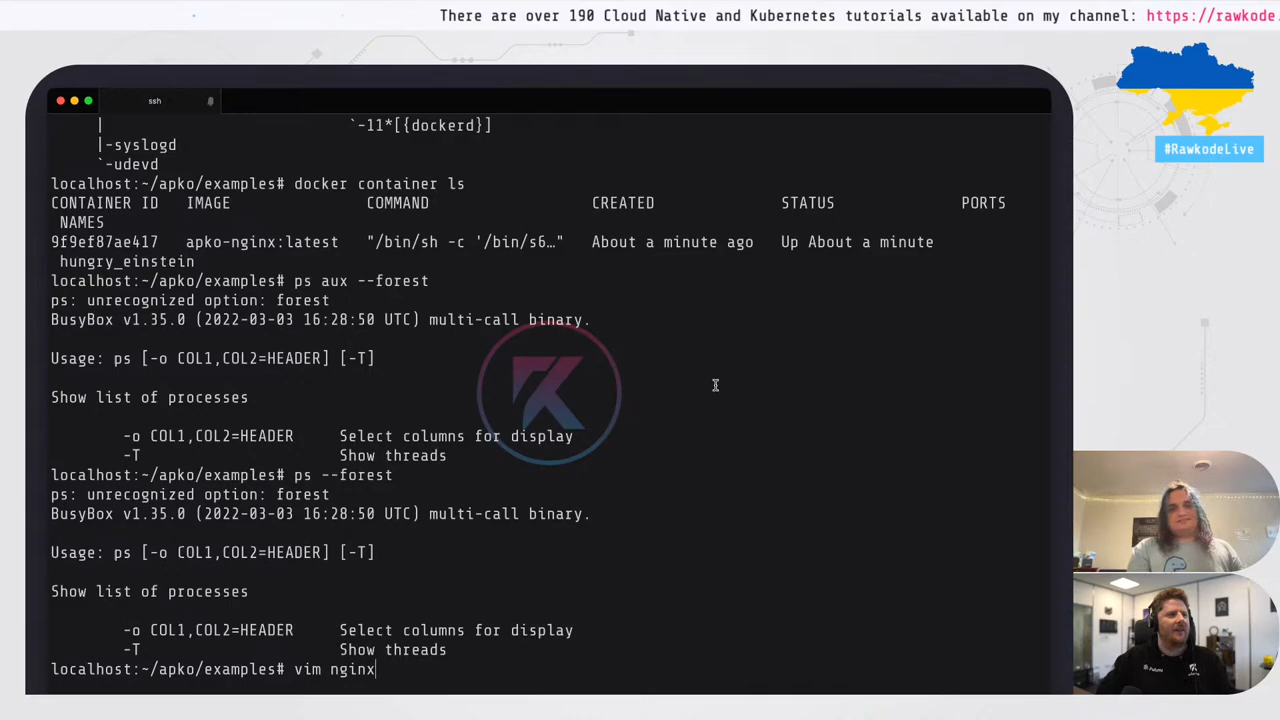 There are over 190 Cloud Native and Kubernetes tutorials available on my channel: https://rawkode.
#RawkodeLive
ssh
|                           `-11*[{dockerd}]
|-syslogd
`-udevd
localhost:~/apko/examples# docker container ls
CONTAINER ID   IMAGE               COMMAND                  CREATED              STATUS              PORTS
NAMES
9f9ef87ae417   apko-nginx:latest   "/bin/sh -c '/bin/s6…"   About a minute ago   Up About a minute
hungry_einstein
localhost:~/apko/examples# ps aux --forest
ps: unrecognized option: forest
BusyBox v1.35.0 (2022-03-03 16:28:50 UTC) multi-call binary.
Usage: ps [-o COL1,COL2=HEADER] [-T]
Show list of processes
-o COL1,COL2=HEADER     Select columns for display
-T                      Show threads
localhost:~/apko/examples# ps --forest
ps: unrecognized option: forest
BusyBox v1.35.0 (2022-03-03 16:28:50 UTC) multi-call binary.
Usage: ps [-o COL1,COL2=HEADER] [-T]
Show list of processes
-o COL1,COL2=HEADER     Select columns for display
-T                      Show threads
localhost:~/apko/examples# vim nginx